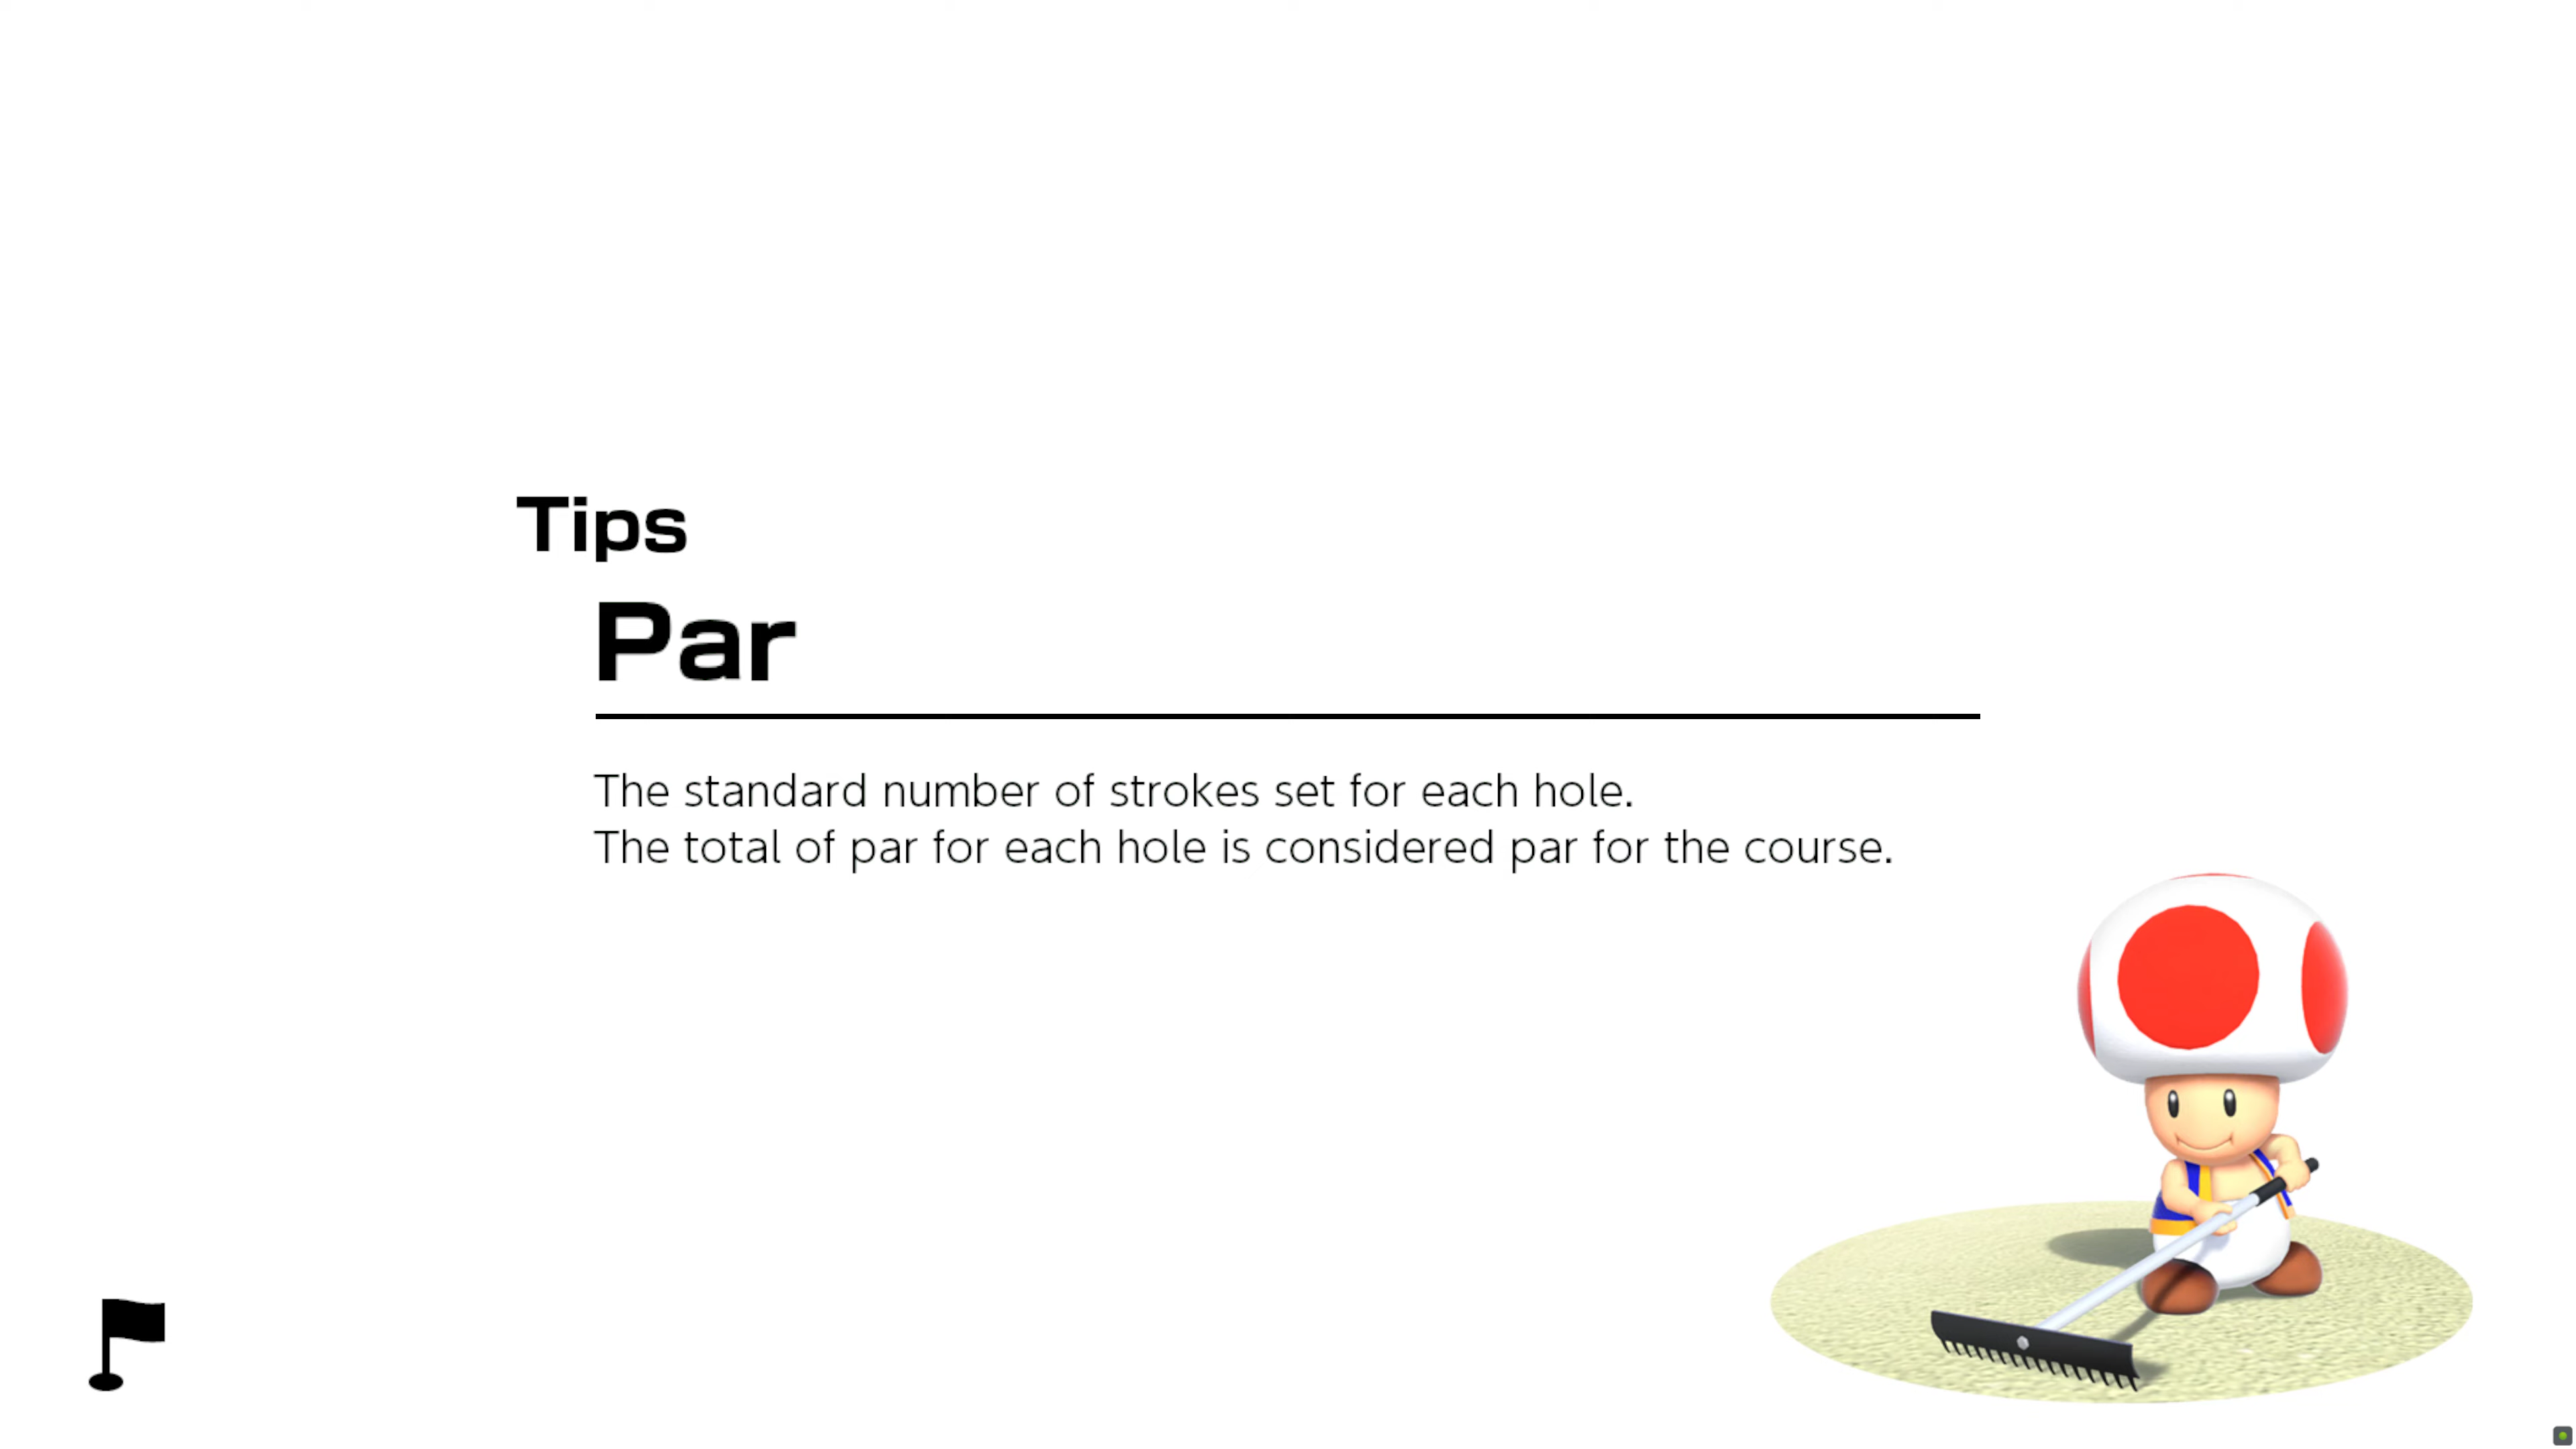 Tips
Par
The standard number of strokes set for each hole.
The total of par for each hole is considered par for the course.